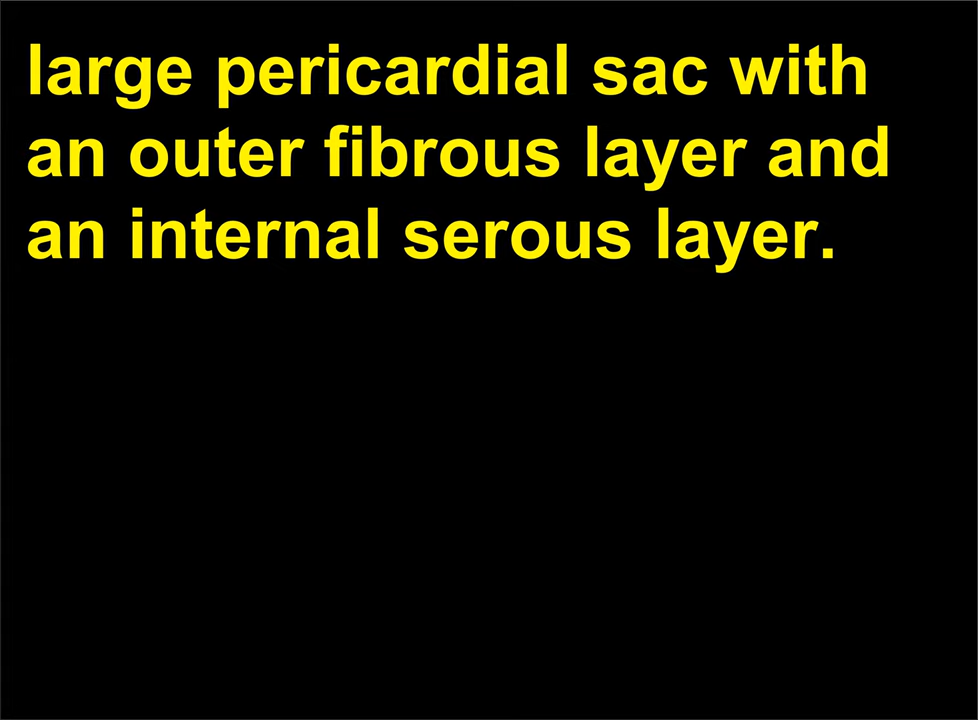 large pericardial sac with
an outer fibrous layer and
an internal serous layer.